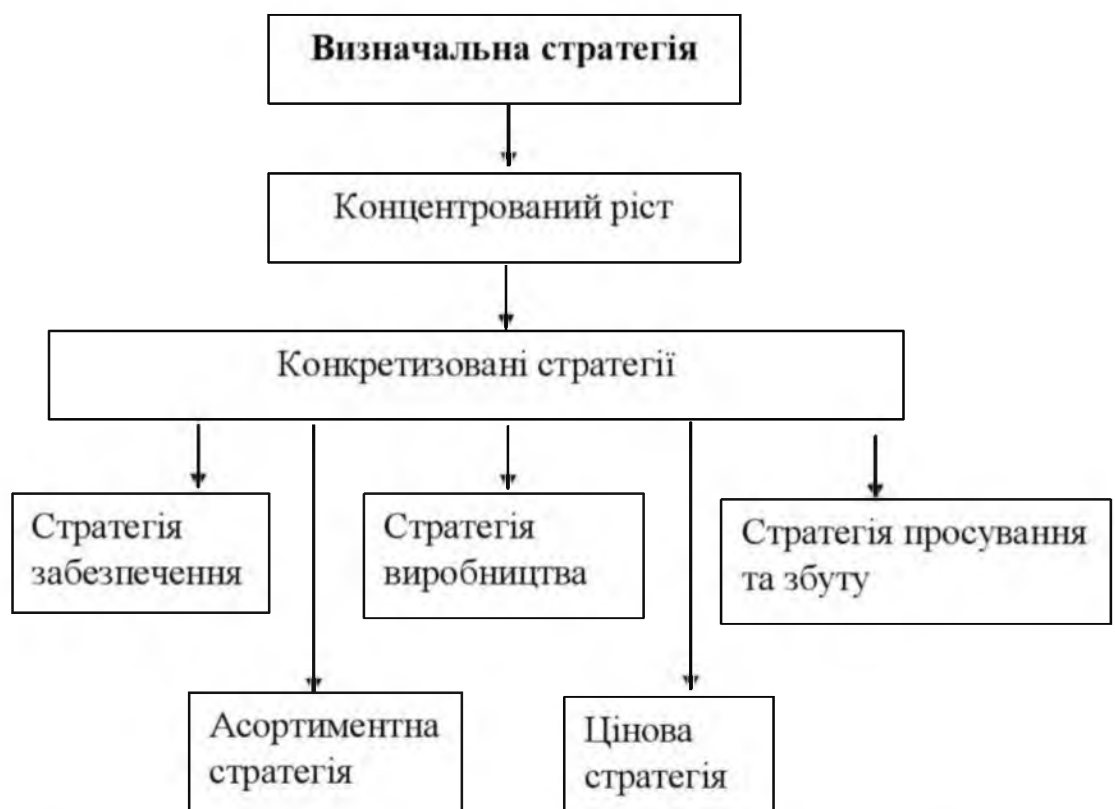 Визначальна стратегія
Концентрований ріст
Конкретизовані стратегії
Стратегія
забезпечення
Стратегія
виробництва
Стратегія просування
та збуту
Асортиментна
стратегія
Цінова
стратегія